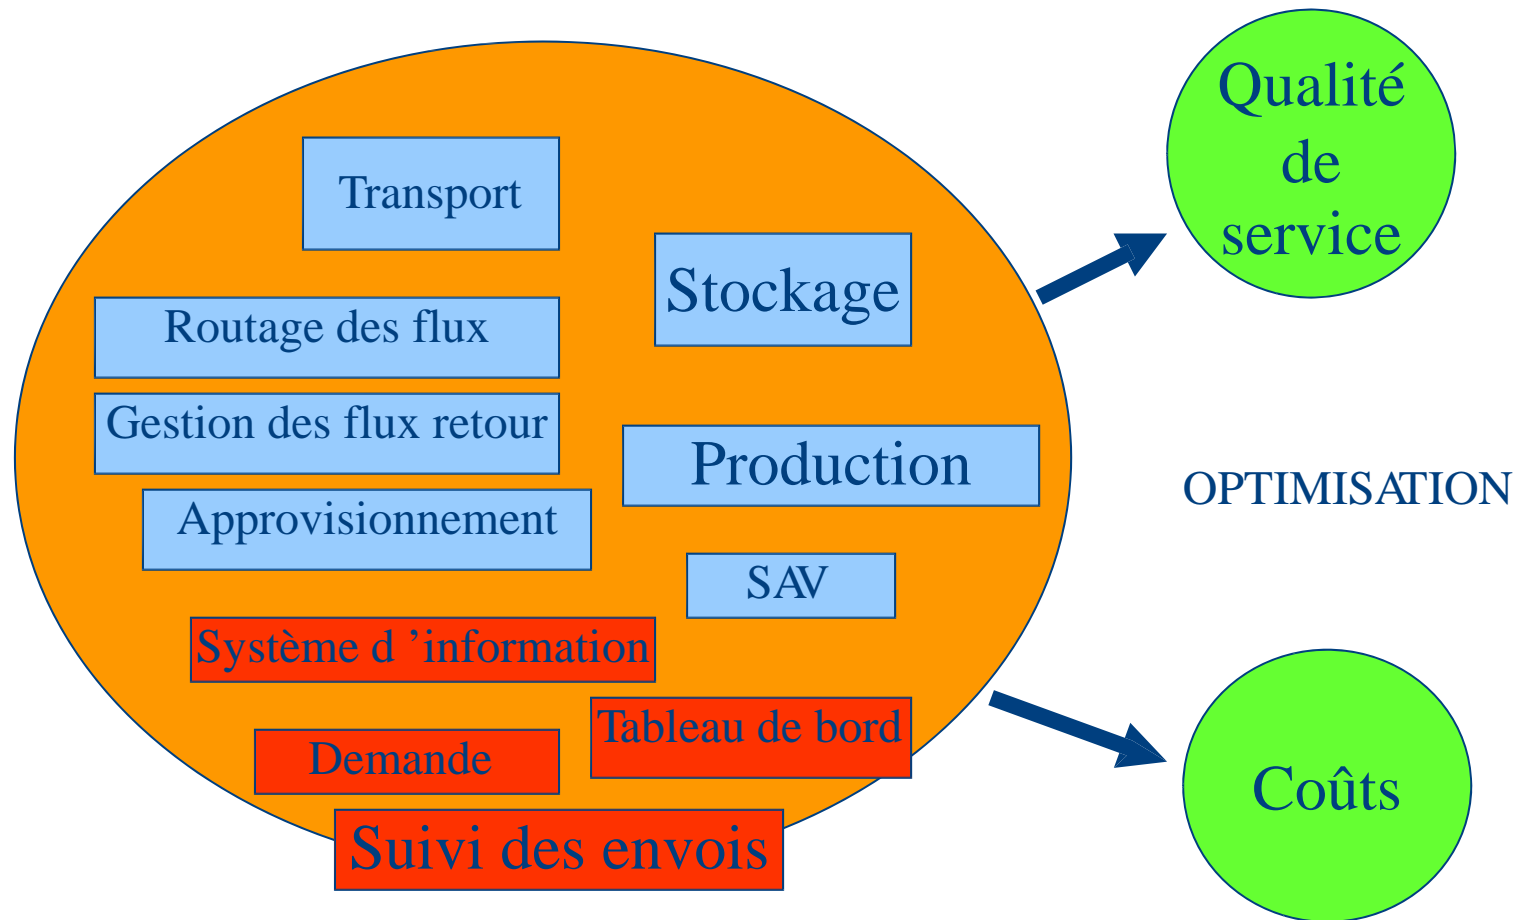 Qualité
de
service
Transport
Stockage
Routage des flux
Gestion des flux retour
Production
OPTIMISATION
Approvisionnement
SAV
Système d ’information
Tableau de bord
Demande
Coûts
Suivi des envois